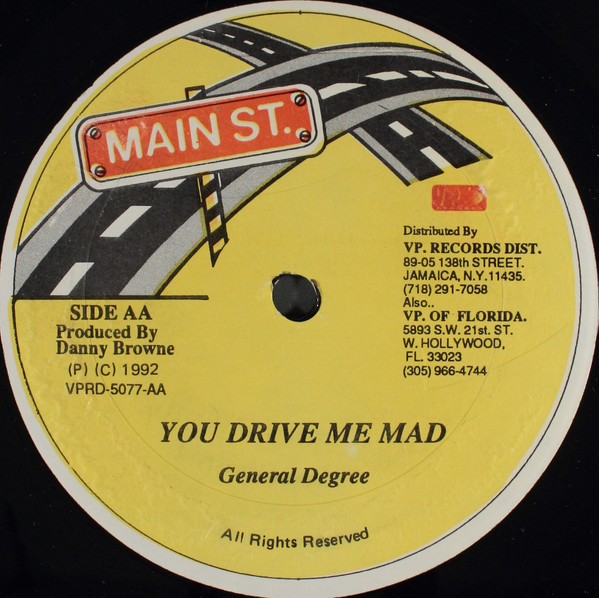 MAIN ST.
Distributed By
VP. RECORDS DIST.
89-05 138th STREET.
JAMAICA, N.Y.11435.
(718) 291-7058
Also..
VP. OF FLORIDA.
5893 S.W. 21st. ST.
W. HOLLYWOOD,
FL. 33023
(305) 966-4744
SIDE AA
Produced By
Danny Browne
(P) (C) 1992
VPRD-5077-AA
YOU DRIVE ME MAD
General Degree
All Rights Reserved